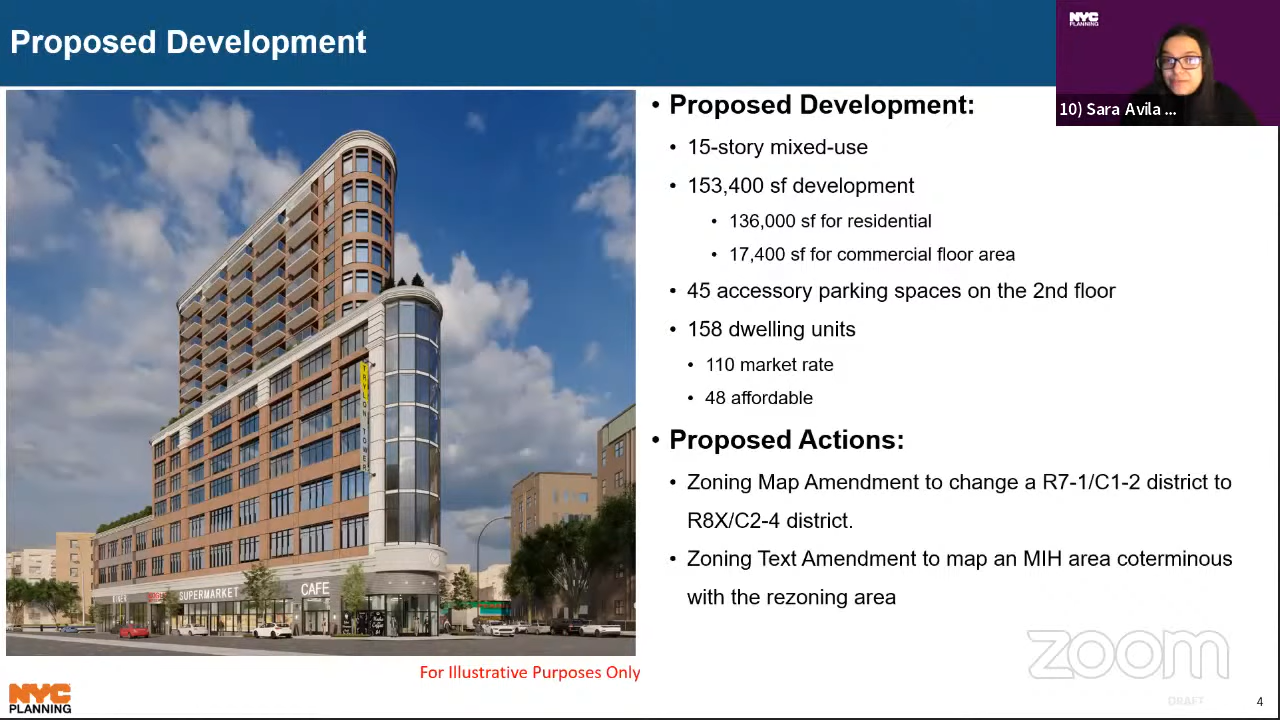 Proposed Development
NYC
PLANNING
10) Sara Avila ...
• Proposed Development:
• 15-story mixed-use
• 153,400 sf development
• 136,000 sf for residential
• 17,400 sf for commercial floor area
• 45 accessory parking spaces on the 2nd floor
• 158 dwelling units
• 110 market rate
• 48 affordable
• Proposed Actions:
• Zoning Map Amendment to change a R7-1/C1-2 district to
R8X/C2-4 district.
• Zoning Text Amendment to map an MIH area coterminous
with the rezoning area
TRYLON TOWER
DINER
SUPERMARKET
CAFE
For Illustrative Purposes Only
zoom
DRAFT
NYC
PLANNING
4